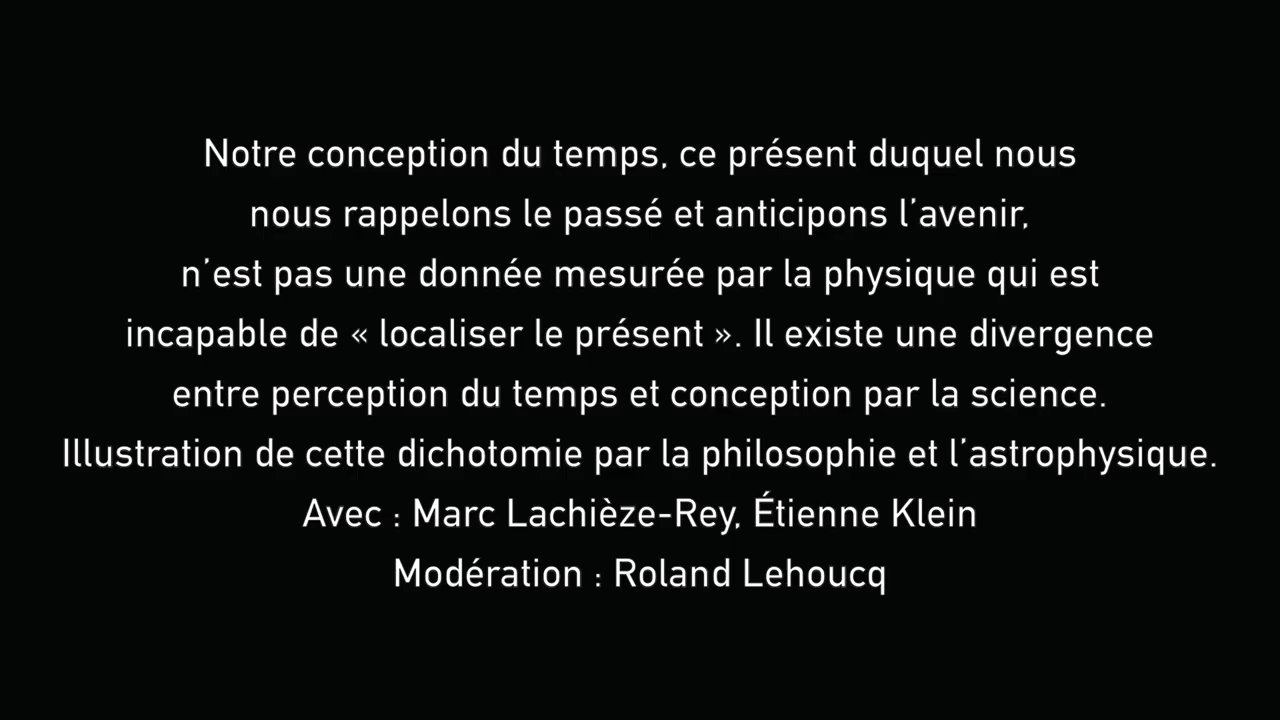 Notre conception du temps, ce présent duquel nous
nous rappelons le passé et anticipons l’avenir,
n’est pas une donnée mesurée par la physique qui est
incapable de « localiser le présent ». Il existe une divergence
entre perception du temps et conception par la science.
Illustration de cette dichotomie par la philosophie et l’astrophysique.
Avec : Marc Lachièze-Rey, Étienne Klein
Modération : Roland Lehoucq